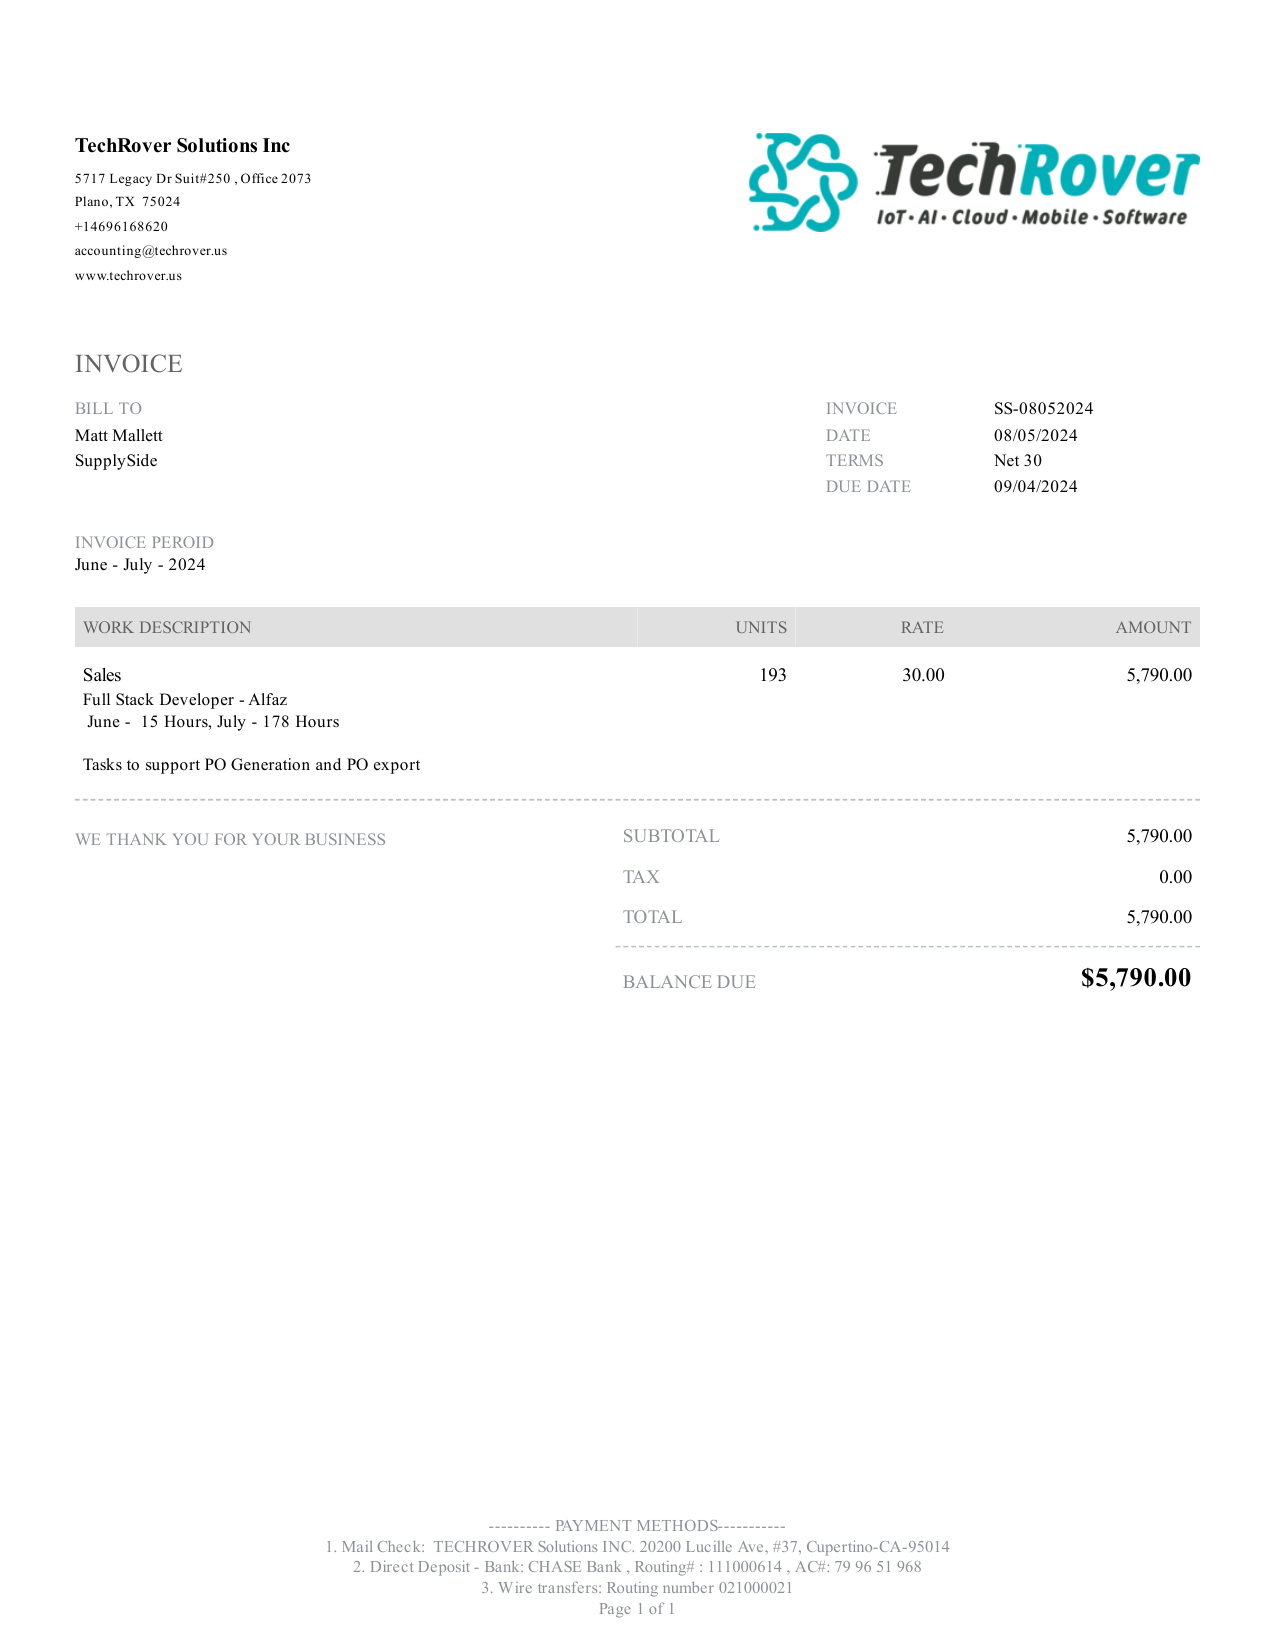 TechRover Solutions Inc
5717 Legacy Dr Suit#250 , Office 2073
Plano, TX  75024
+14696168620
accounting@techrover.us
www.techrover.us
TechRover
IoT · AI · Cloud · Mobile · Software
INVOICE
BILL TO
Matt Mallett
SupplySide
INVOICE SS-08052024
DATE 08/05/2024
TERMS Net 30
DUE DATE 09/04/2024
INVOICE PEROID
June - July - 2024
WORK DESCRIPTION UNITS RATE AMOUNT
Sales 193 30.00 5,790.00
Full Stack Developer - Alfaz
June -  15 Hours, July - 178 Hours
Tasks to support PO Generation and PO export
WE THANK YOU FOR YOUR BUSINESS
SUBTOTAL 5,790.00
TAX 0.00
TOTAL 5,790.00
BALANCE DUE $5,790.00
---------- PAYMENT METHODS-----------
1. Mail Check:  TECHROVER Solutions INC. 20200 Lucille Ave, #37, Cupertino-CA-95014
2. Direct Deposit - Bank: CHASE Bank , Routing# : 111000614 , AC#: 79 96 51 968
3. Wire transfers: Routing number 021000021
Page 1 of 1